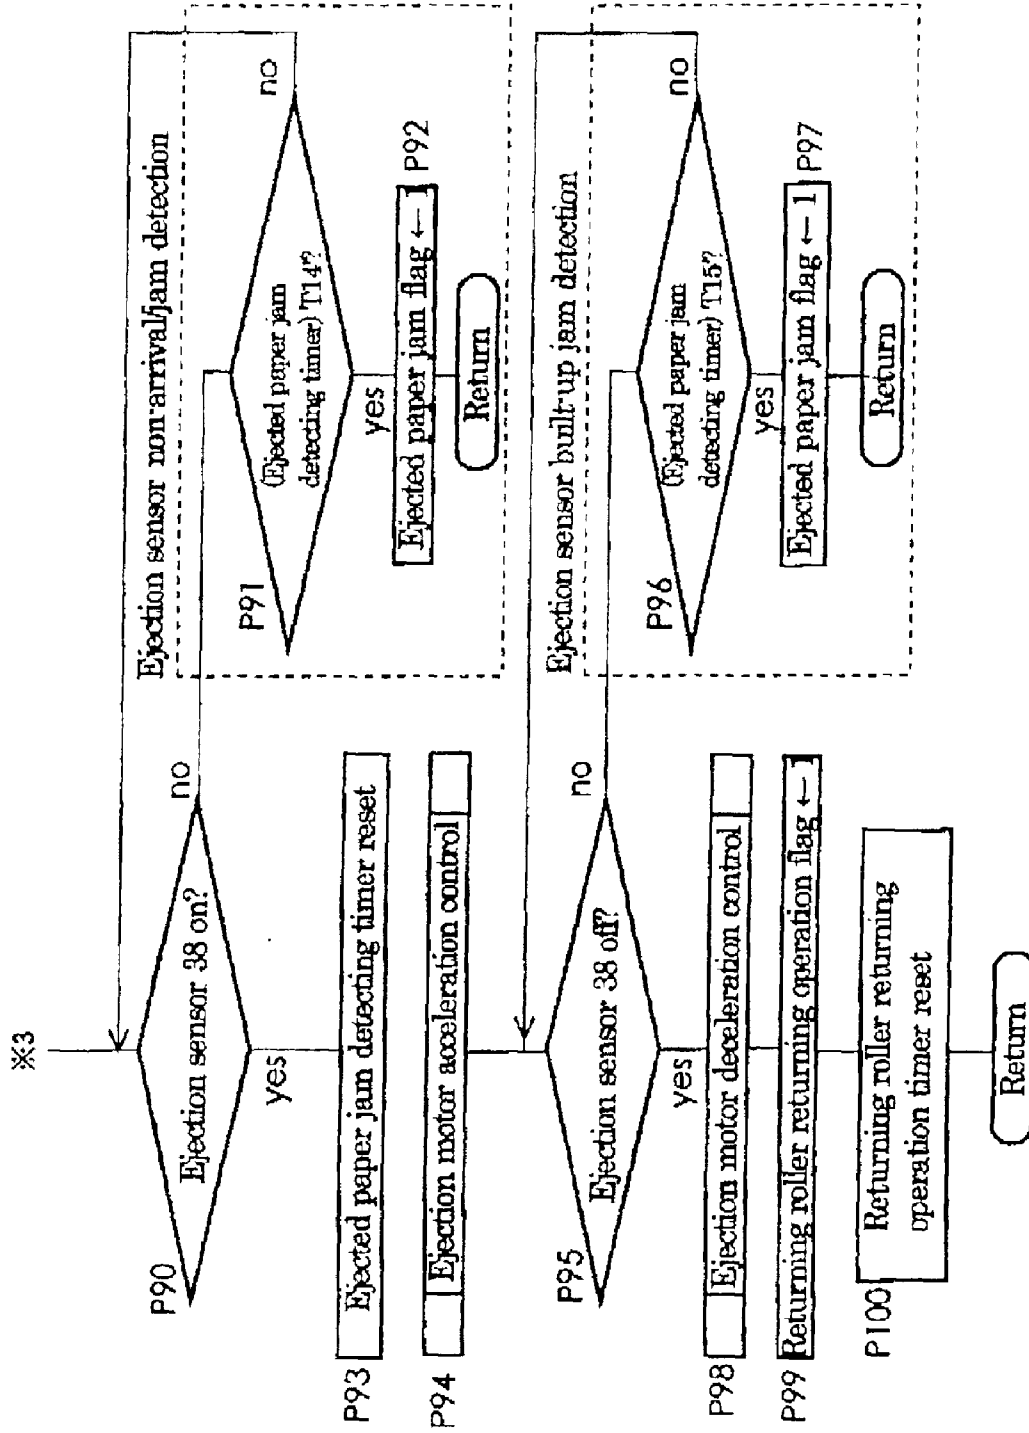 ※3
P90
Ejection sensor 38 on?
no
yes
Ejection sensor non arrival/jam detection
P91
(Ejected paper jam
detecting timer) T14?
no
yes
Ejected paper jam flag ← 1
P92
Return
P93
Ejected paper jam detecting timer reset
P94
Ejection motor acceleration control
P95
Ejection sensor 38 off?
no
yes
Ejection sensor built up jam detection
P96
(Ejected paper jam
detecting timer) T15?
no
yes
Ejected paper jam flag ← 1
P97
Return
P98
Ejection motor deceleration control
P99
Returning roller returning operation flag ← 1
P100
Returning roller returning
operation timer reset
Return